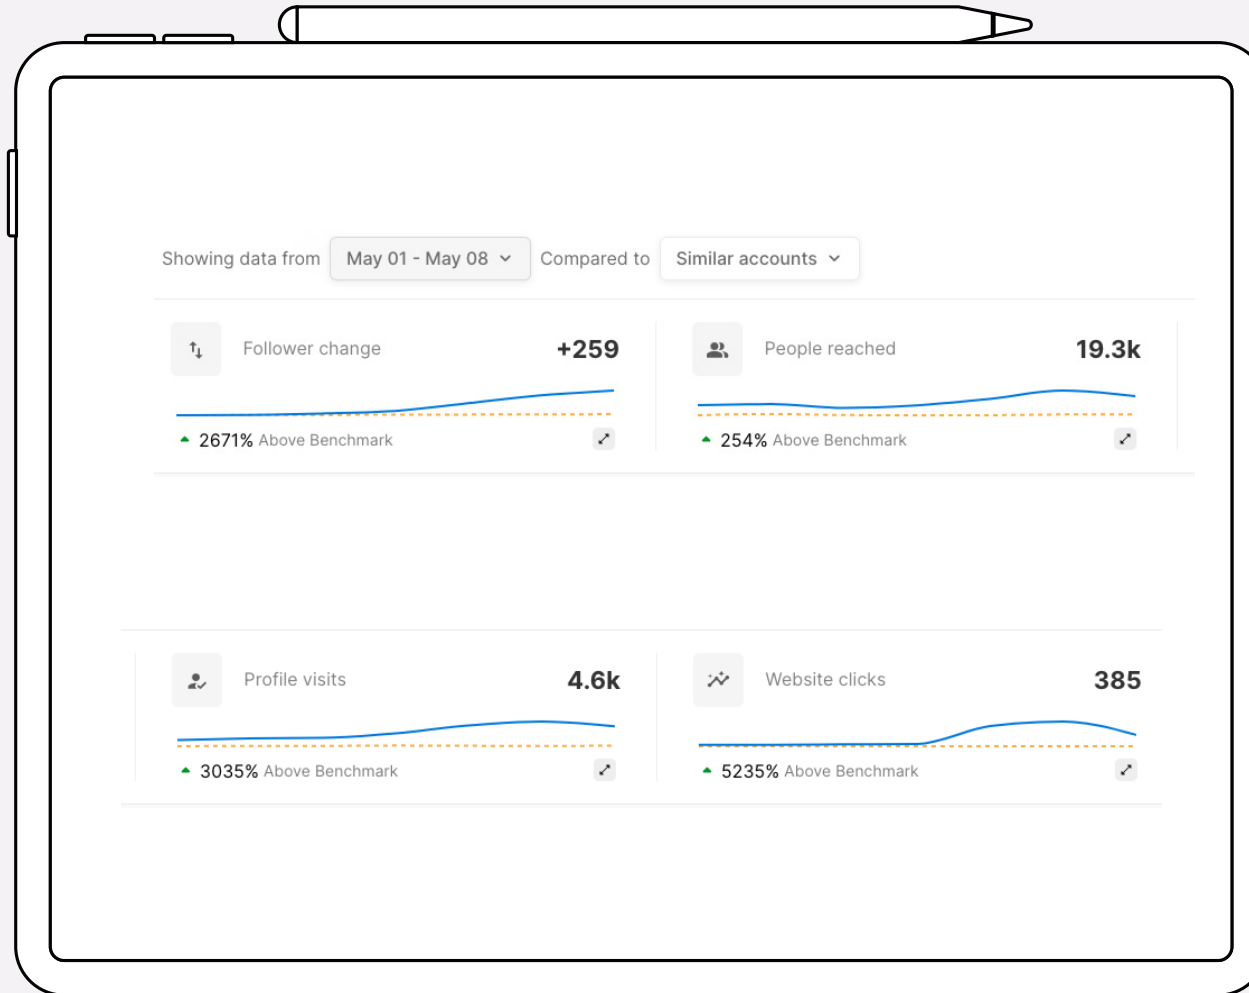 Showing data from May 01 - May 08 Compared to Similar accounts
Follower change +259
2671% Above Benchmark
People reached 19.3k
254% Above Benchmark
Profile visits 4.6k
3035% Above Benchmark
Website clicks 385
5235% Above Benchmark